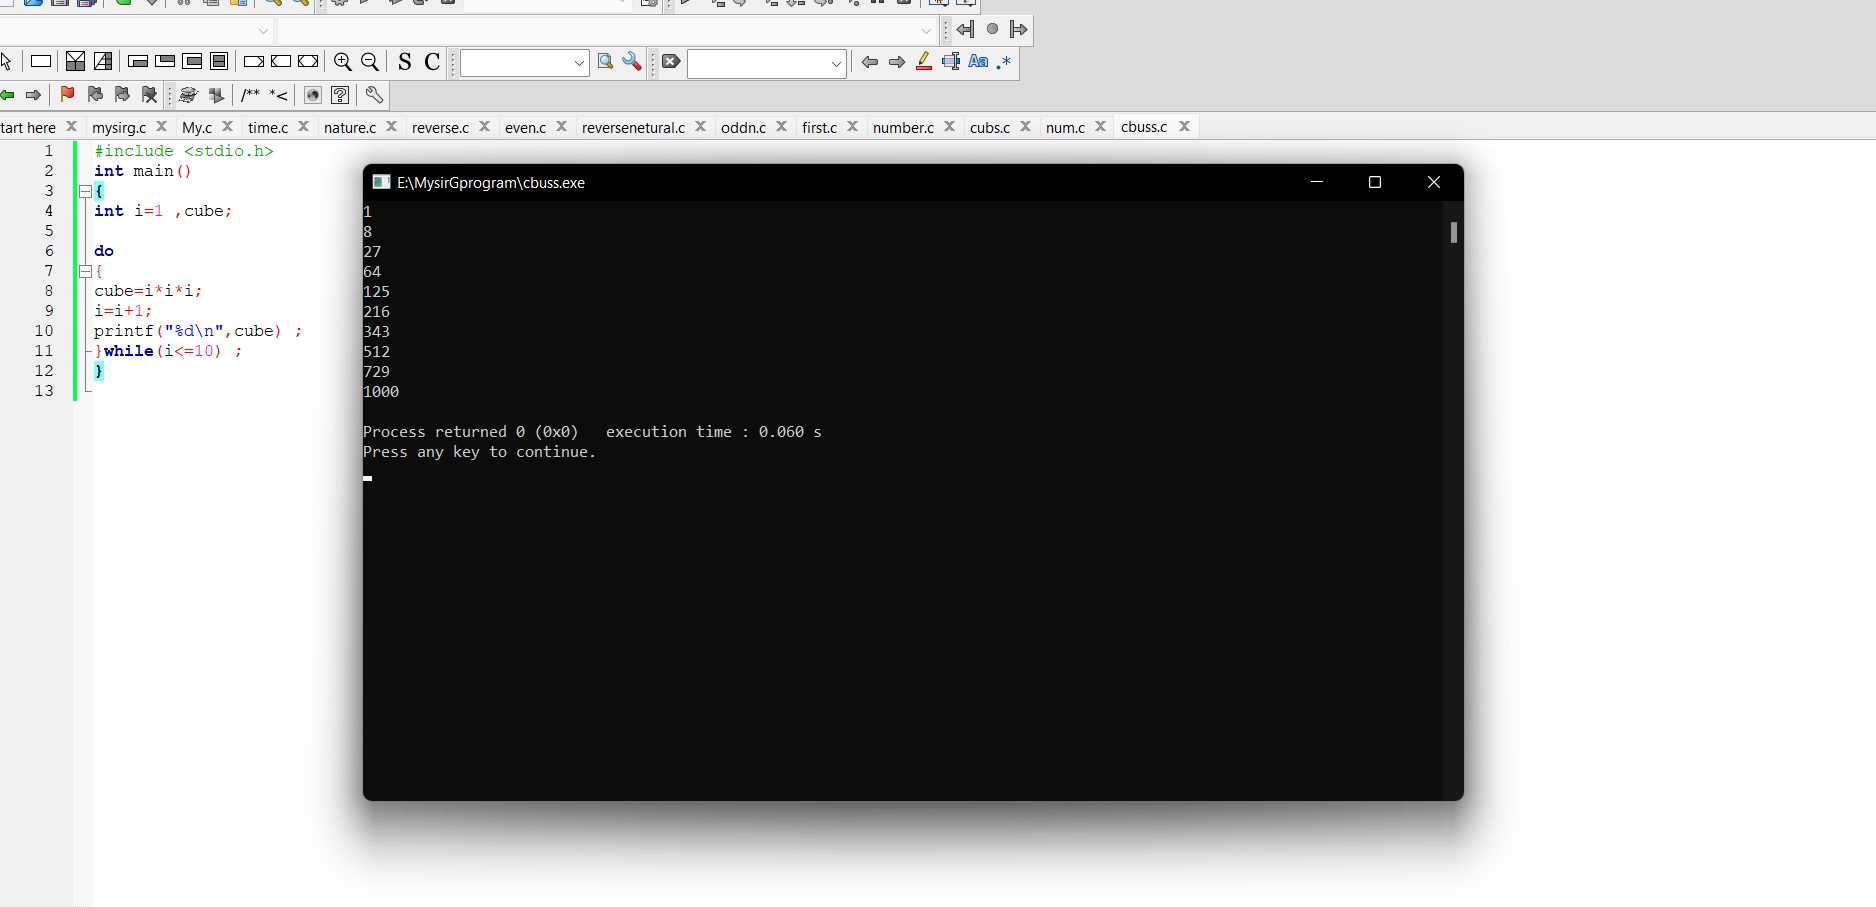 S C
Aa .*
/** *<
tart here mysirg.c My.c time.c nature.c reverse.c even.c reversenetural.c oddn.c first.c number.c cubs.c num.c cbuss.c
1 #include <stdio.h>
2 int main()
3 {
4 int i=1 ,cube;
5
6 do
7 {
8 cube=i*i*i;
9 i=i+1;
10 printf("%d\n",cube) ;
11 }while(i<=10) ;
12 }
13
E:\MysirGprogram\cbuss.exe
1
8
27
64
125
216
343
512
729
1000
Process returned 0 (0x0)   execution time : 0.060 s
Press any key to continue.